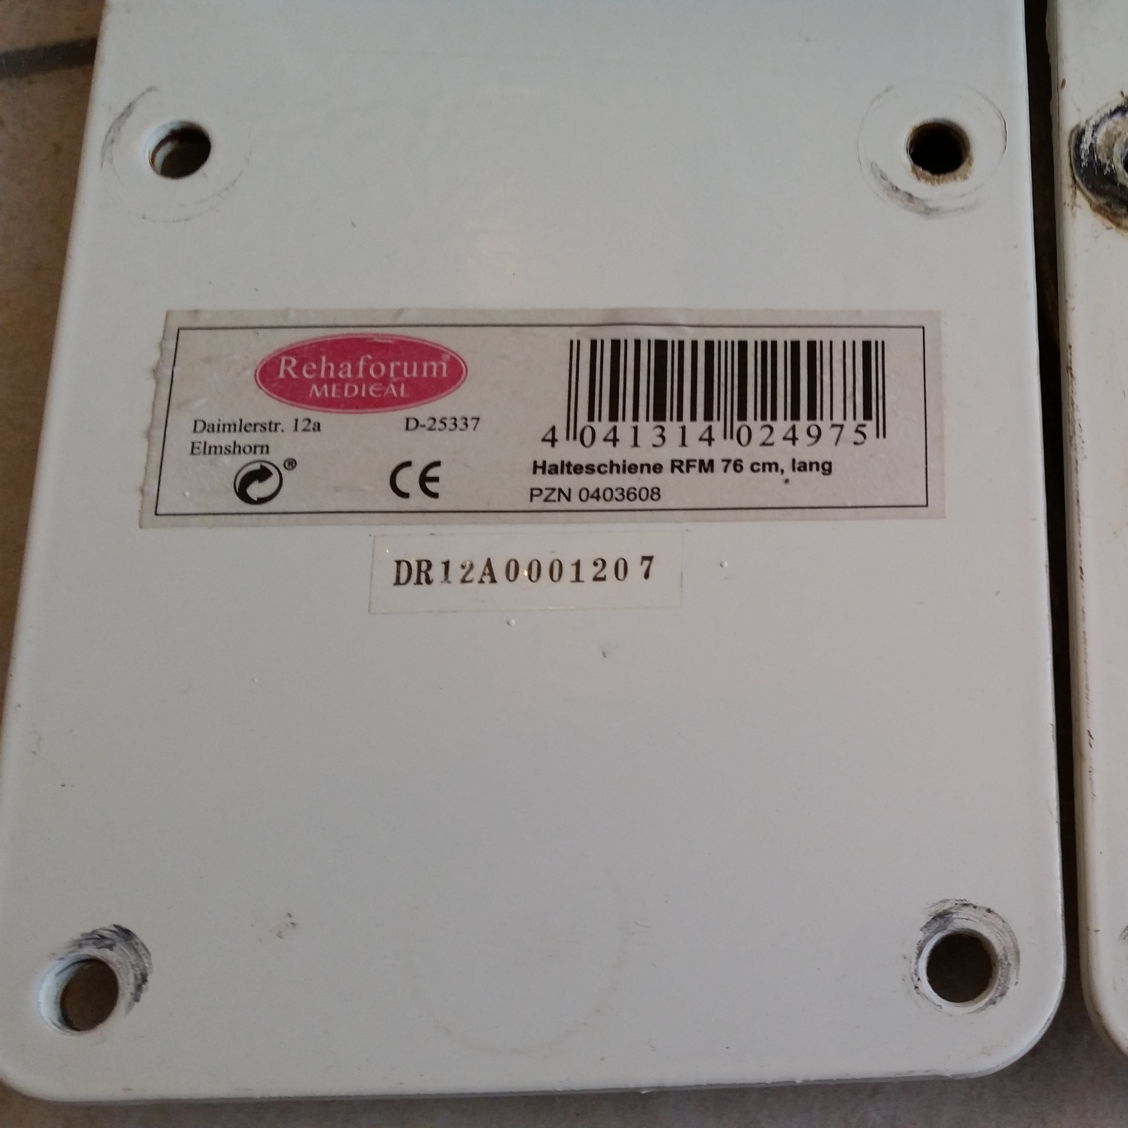 Rehaforum®
MEDICAL
Daimlerstr. 12a D-25337
Elmshorn
®
CE
4 041314 024975
Halteschiene RFM 76 cm, lang
PZN 0403608
DR12A0001207